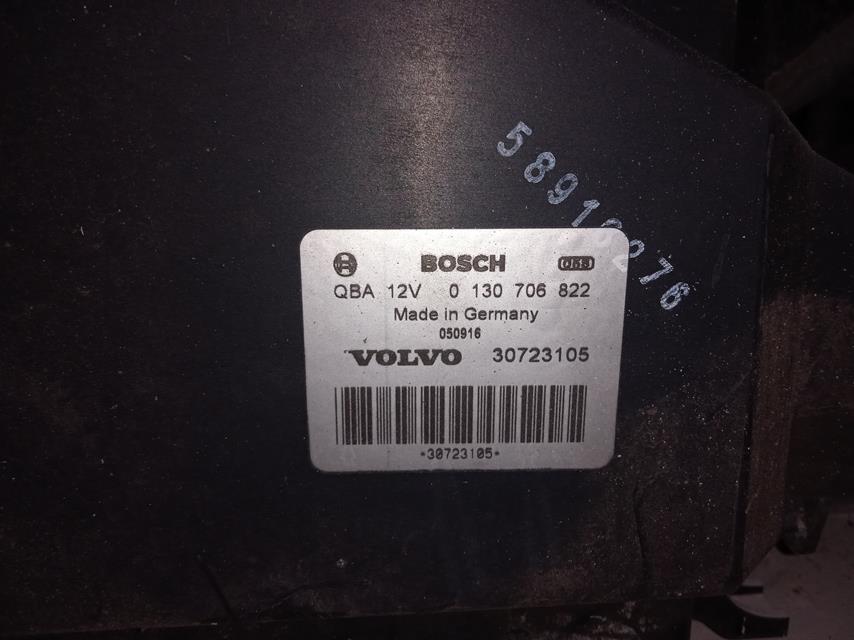 BOSCH
QBA 12V 0 130 706 822
Made in Germany
050916
VOLVO 30723105
*30723105*